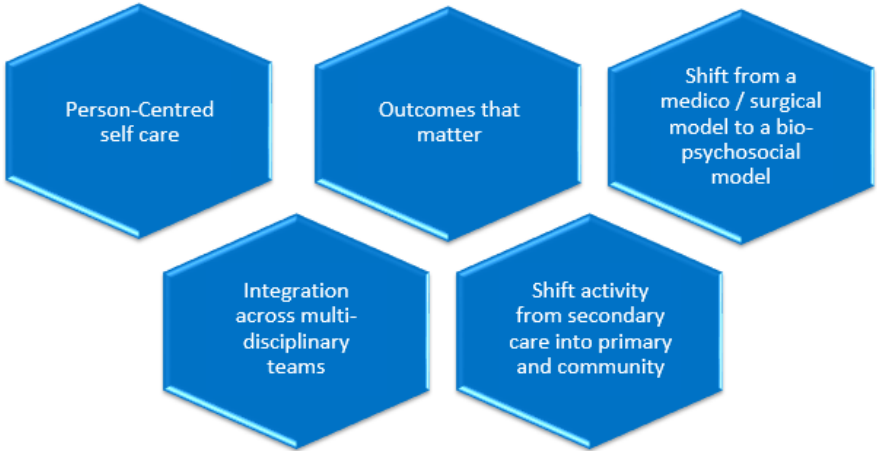 Person-Centred
self care
Outcomes that
matter
Shift from a
medico / surgical
model to a bio-
psychosocial
model
Integration
across multi-
disciplinary
teams
Shift activity
from secondary
care into primary
and community